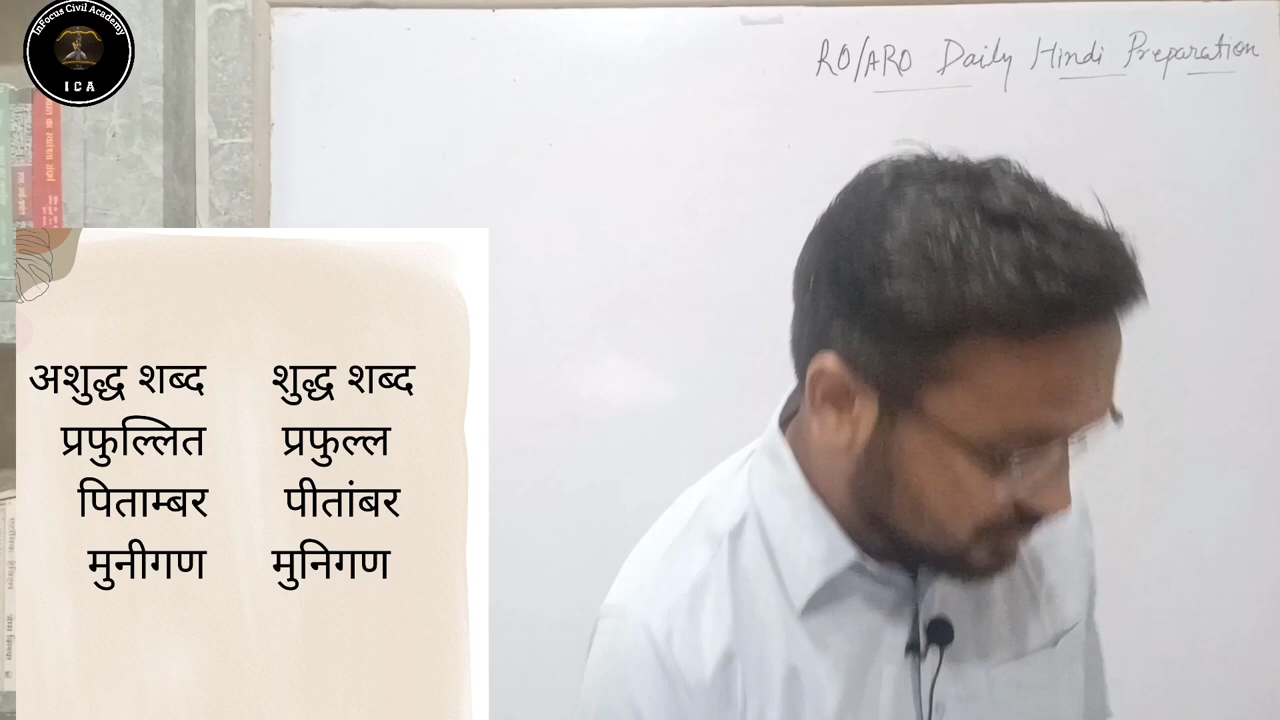 InFocus Civil Academy
ICA
RO/ARO Daily Hindi Preparation
अशुद्ध शब्द शुद्ध शब्द
प्रफुल्लित प्रफुल्ल
पिताम्बर पीतांबर
मुनीगण मुनिगण